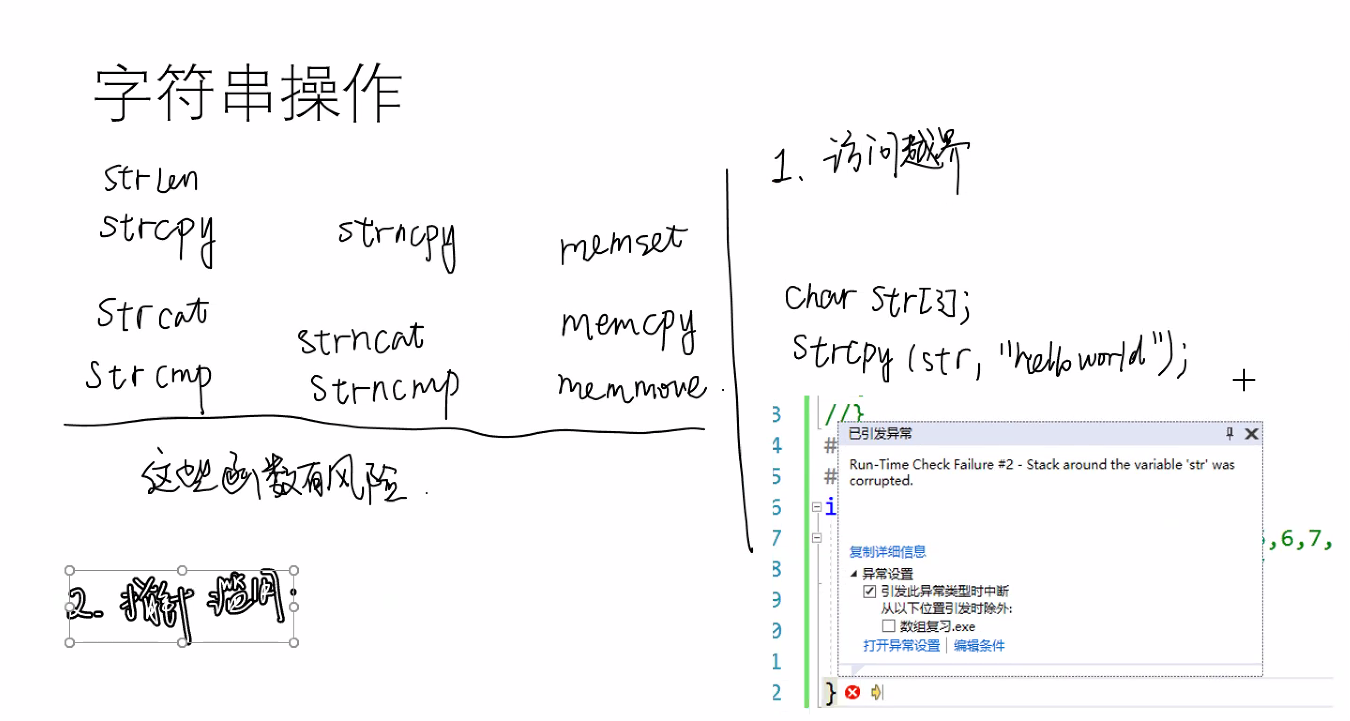 字符串操作
strlen
strcpy strncpy memset
strcat strncat memcpy
strcmp strncmp memmove.
这些函数有风险.
2. 指针
1. 访问越界
char str[3];
strcpy (str, "hello world");
3 //}
4 #
5 #
6 i
7 ,6,7,
8
9
0
1
2 }
已引发异常
Run-Time Check Failure #2 - Stack around the variable 'str' was
corrupted.
复制详细信息
异常设置
引发此异常类型时中断
从以下位置引发时除外:
数组复习.exe
打开异常设置 | 编辑条件